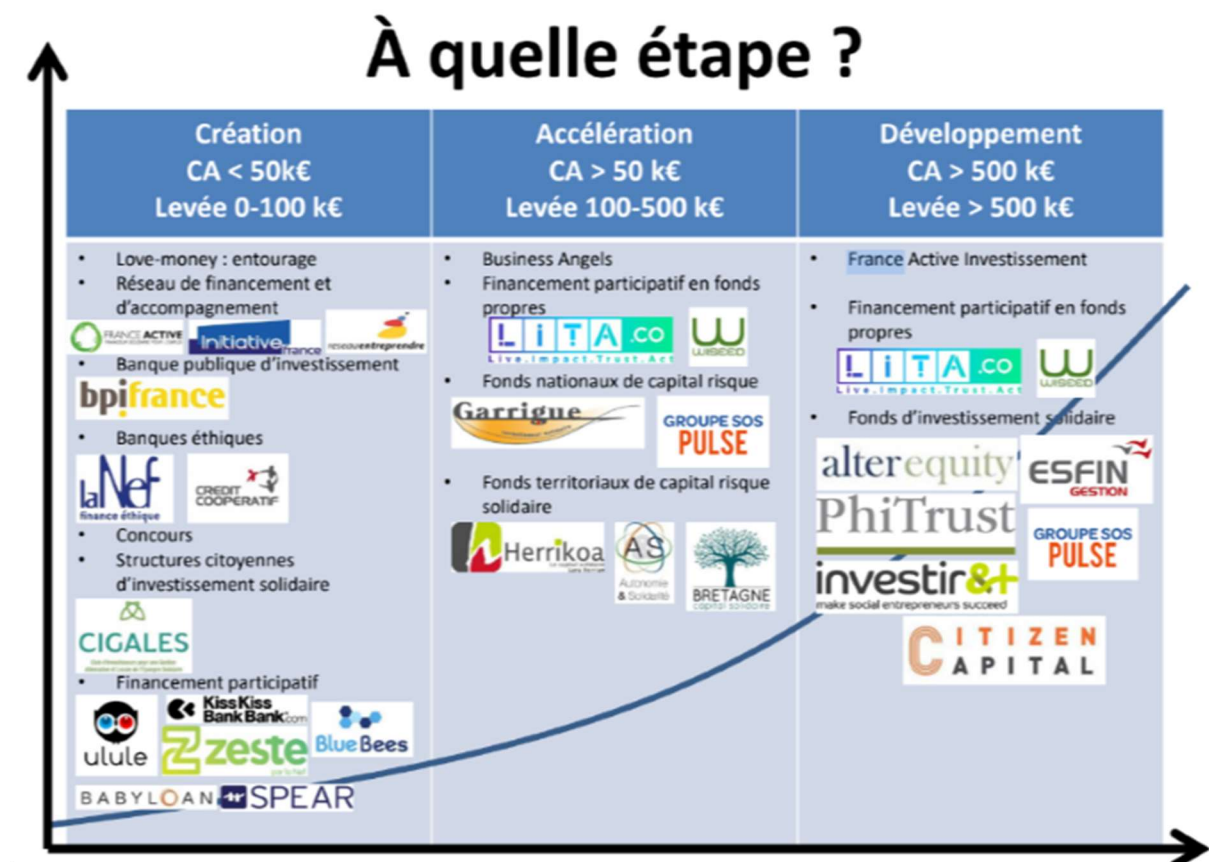 À quelle étape ?
Création
CA < 50k€
Levée 0-100 k€
Accélération
CA > 50 k€
Levée 100-500 k€
Développement
CA > 500 k€
Levée > 500 k€
• Love-money : entourage
• Réseau de financement et
d'accompagnement
FRANCE ACTIVE
Initiative
france
reseauentreprendre
• Banque publique d'investissement
bpifrance
• Banques éthiques
la Nef
finance éthique
CREDIT
COOPERATIF
• Concours
• Structures citoyennes
d'investissement solidaire
CIGALES
• Financement participatif
ulule
KissKiss
BankBank.com
zeste
par la Nef
BlueBees
BABYLOAN
SPEAR
• Business Angels
• Financement participatif en fonds
propres
LiTA.co
Live.Impact.Trust.Act
WISEED
• Fonds nationaux de capital risque
Garrigue
GROUPE SOS
PULSE
• Fonds territoriaux de capital risque
solidaire
Herrikoa
AS
Autonomie
& Solidarité
BRETAGNE
capital solidaire
• France Active Investissement
• Financement participatif en fonds
propres
LiTA.co
Live.Impact.Trust.Act
WISEED
• Fonds d'investissement solidaire
alter equity
ESFIN
GESTION
PhiTrust
GROUPE SOS
PULSE
investir&+
make social entrepreneurs succeed
CITIZEN
CAPITAL